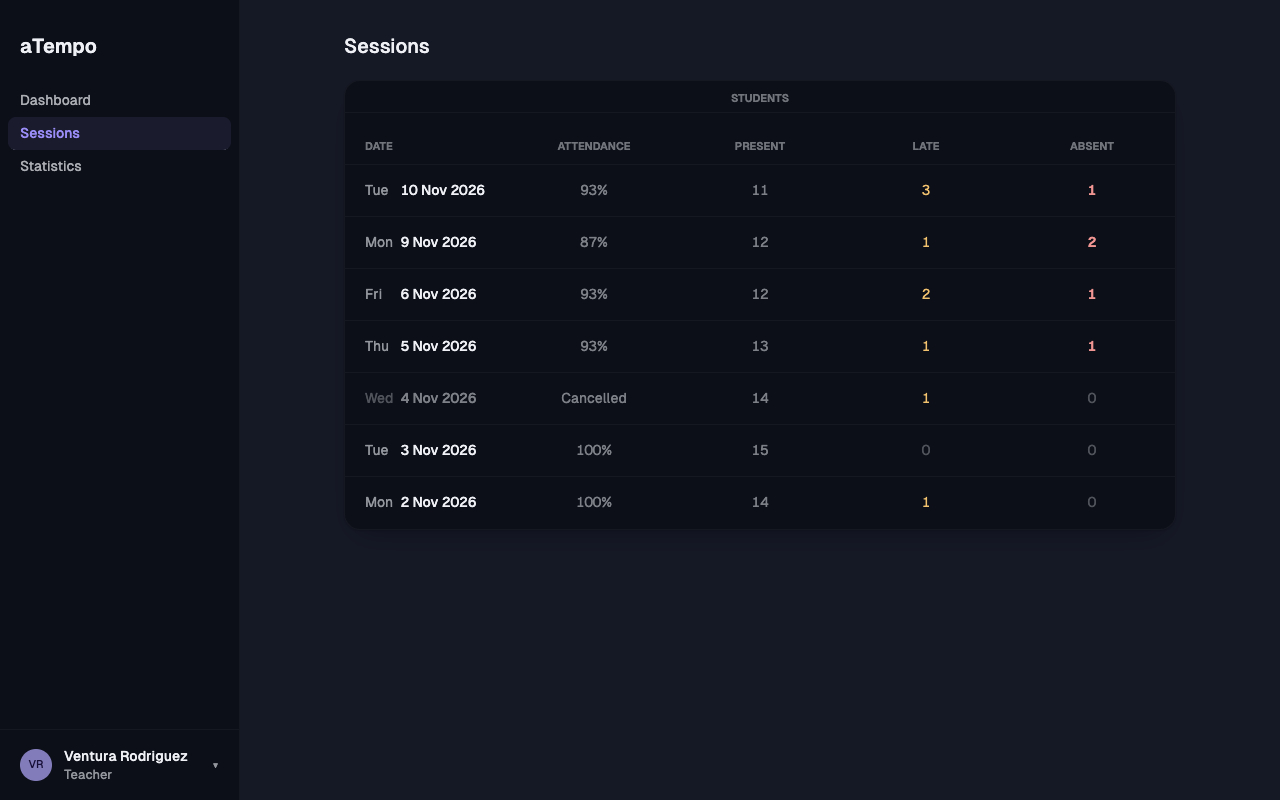 aTempo
Dashboard
Sessions
Statistics
Sessions
STUDENTS
DATE ATTENDANCE PRESENT LATE ABSENT
Tue 10 Nov 2026 93% 11 3 1
Mon 9 Nov 2026 87% 12 1 2
Fri 6 Nov 2026 93% 12 2 1
Thu 5 Nov 2026 93% 13 1 1
Wed 4 Nov 2026 Cancelled 14 1 0
Tue 3 Nov 2026 100% 15 0 0
Mon 2 Nov 2026 100% 14 1 0
VR Ventura Rodriguez
Teacher